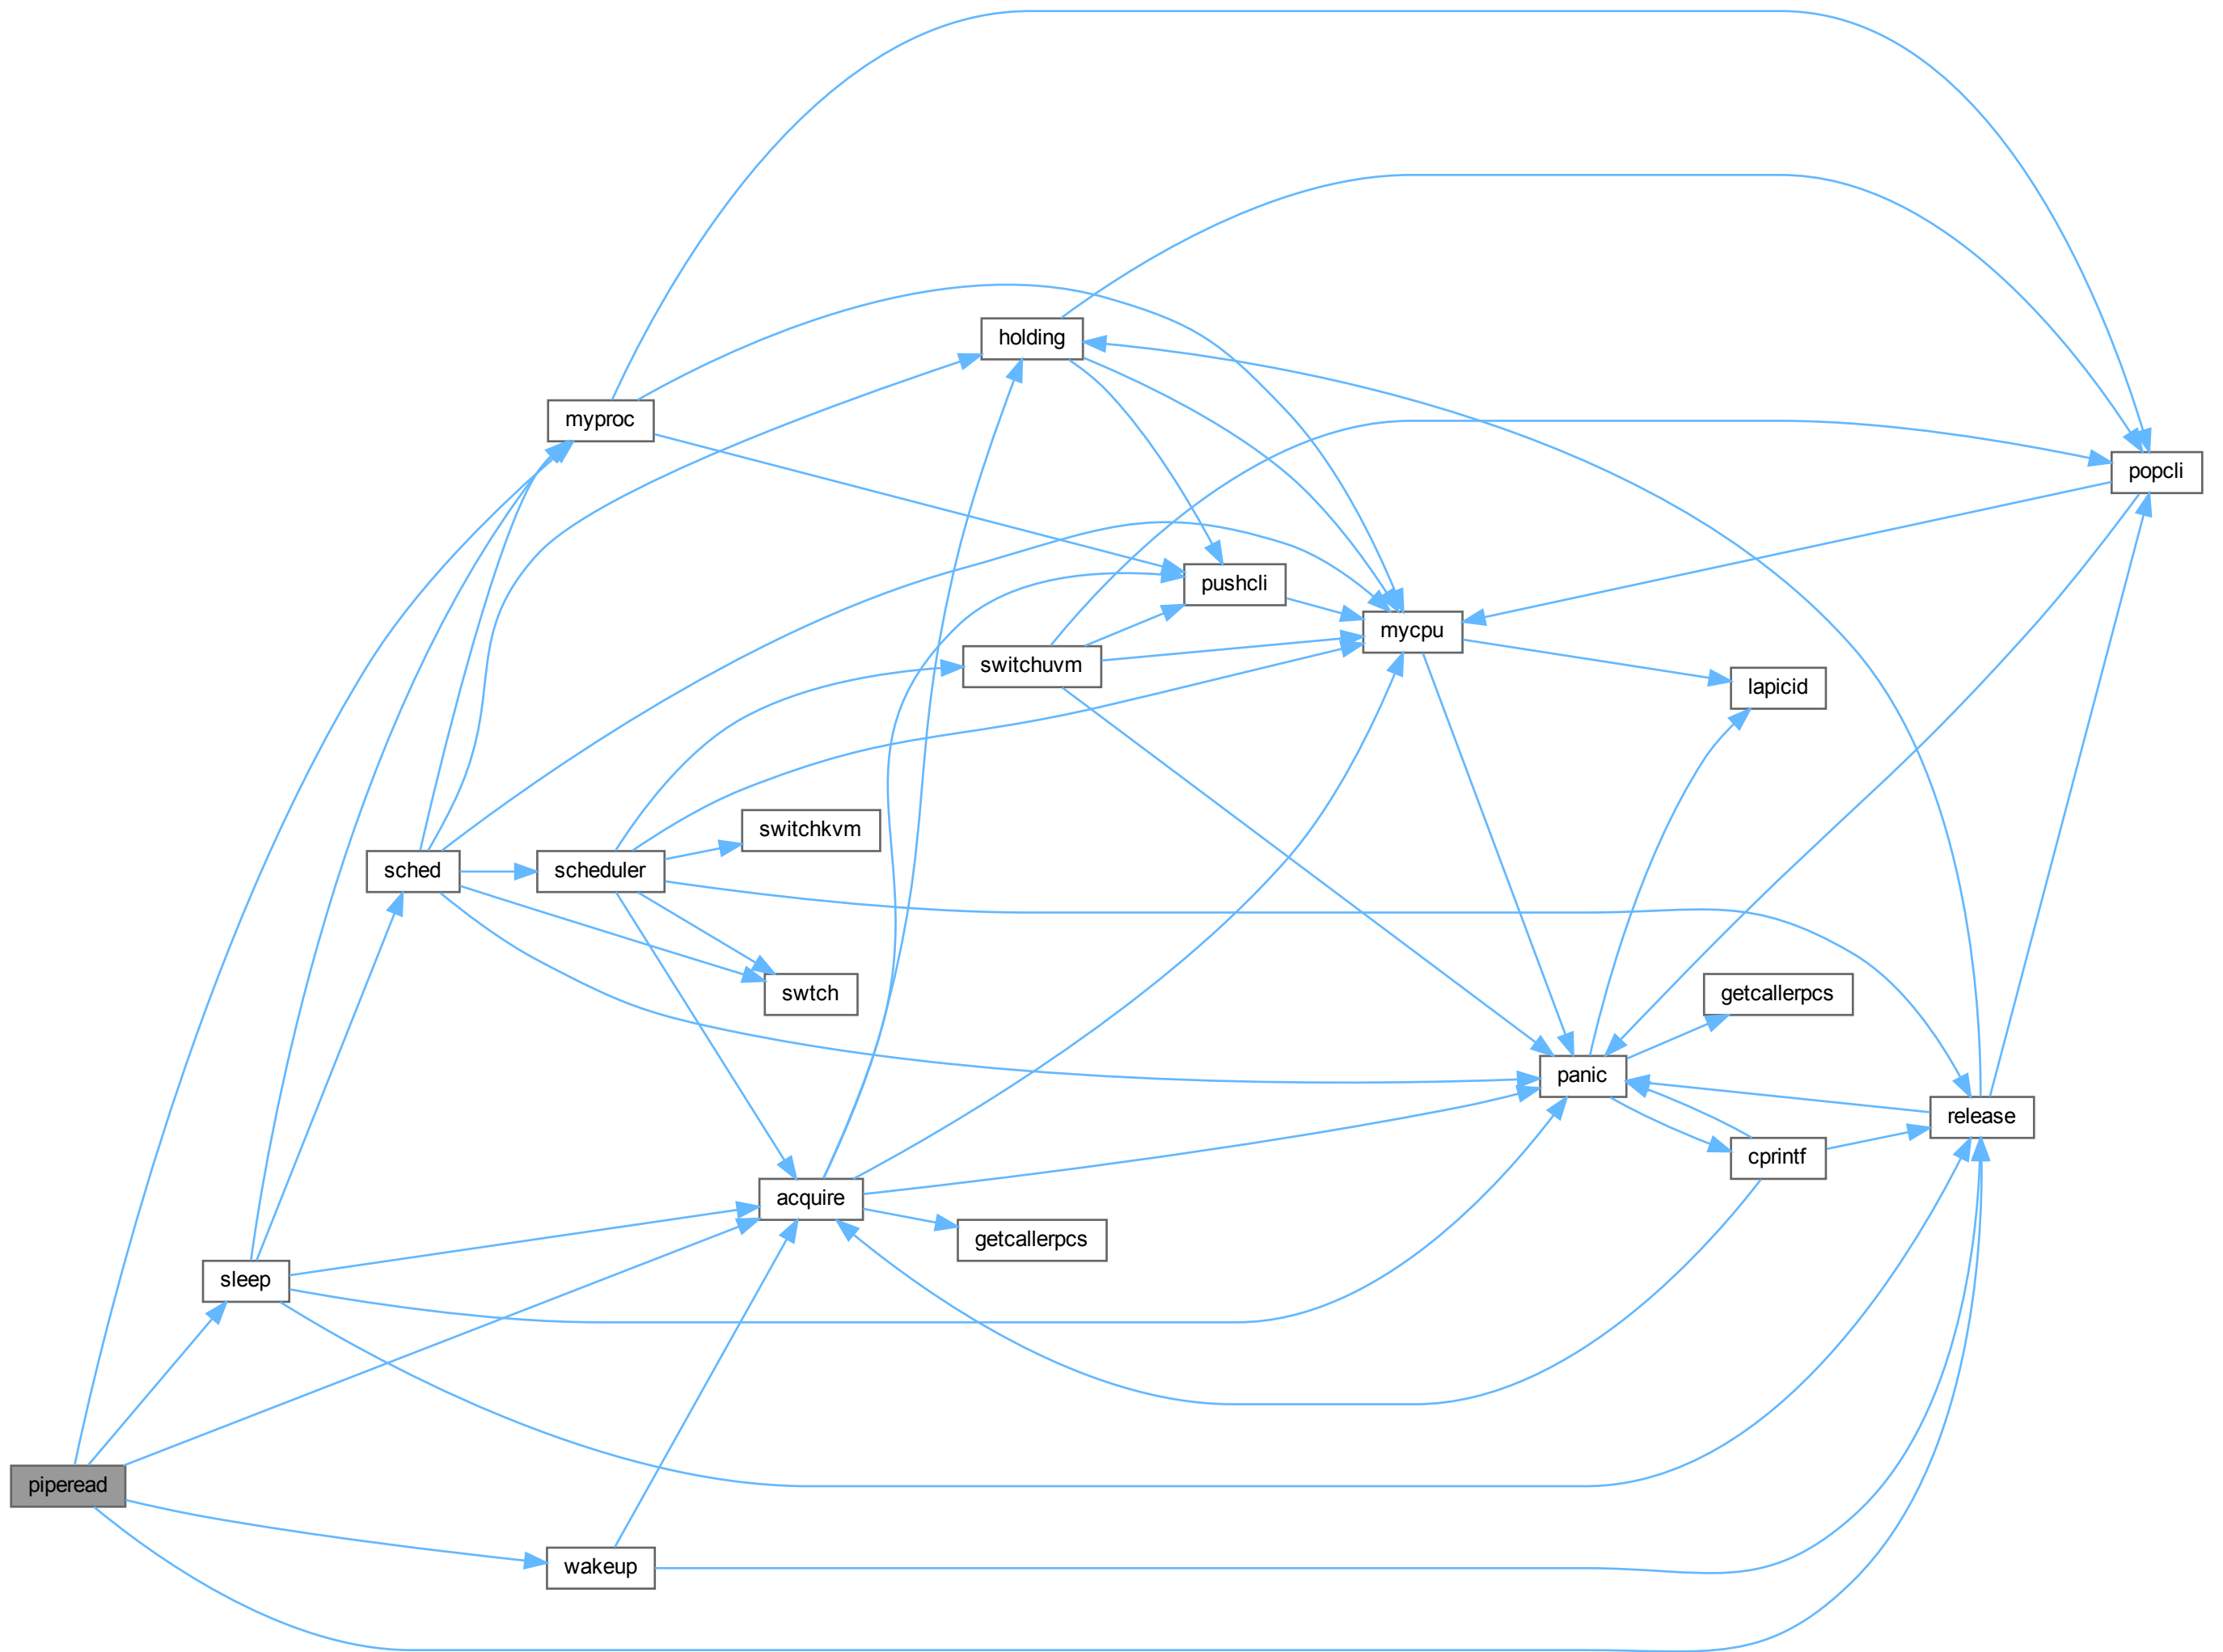 holding
myproc
popcli
pushcli
mycpu
switchuvm
lapicid
switchkvm
sched
scheduler
swtch
getcallerpcs
panic
release
cprintf
acquire
getcallerpcs
sleep
piperead
wakeup